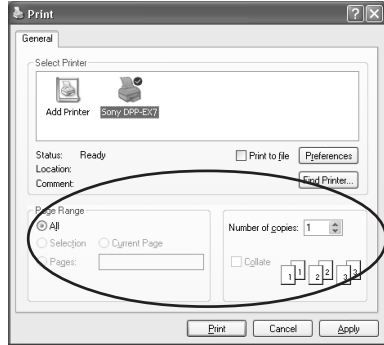 Print
General
Select Printer
Add Printer Sony DPP-EX7
Status: Ready
Location:
Comment:
Print to file Preferences
Find Printer...
Page Range
All
Selection Current Page
Pages:
Number of copies: 1
Collate
1 1 2 2 3 3
Print Cancel Apply